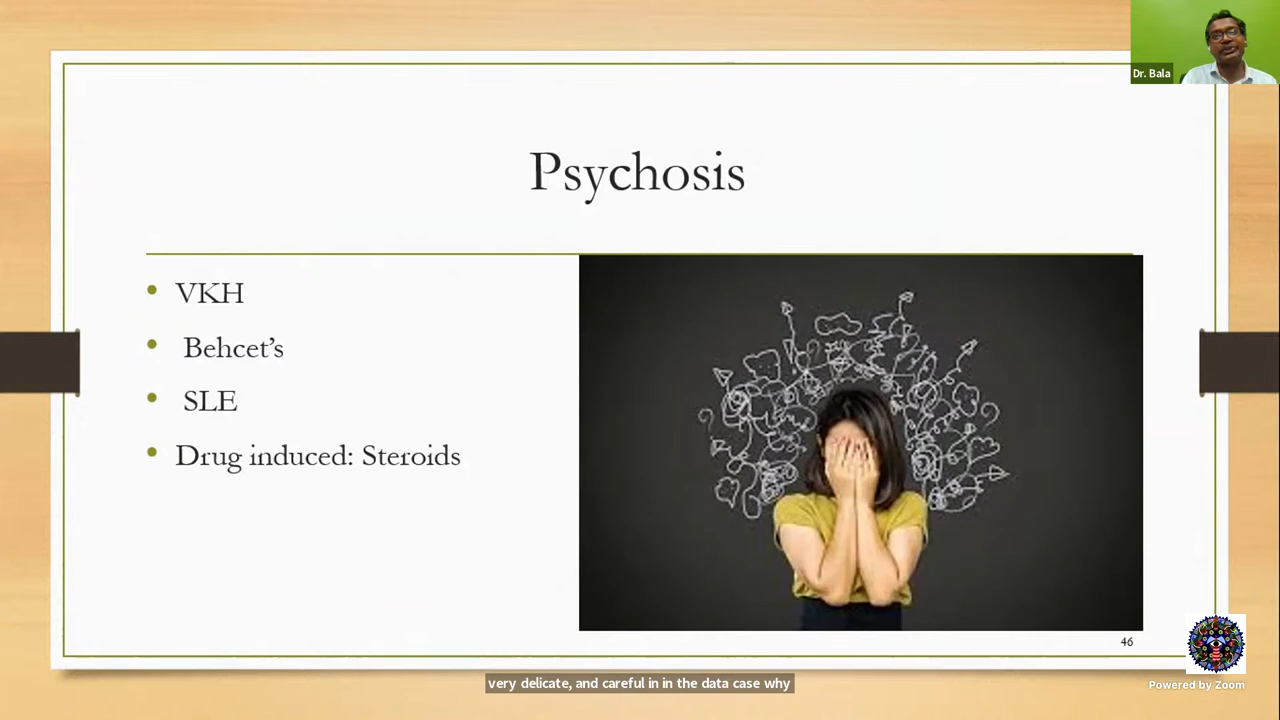 Dr. Bala
Psychosis
• VKH
• Behcet’s
• SLE
• Drug induced: Steroids
46
very delicate, and careful in in the data case why
Powered by Zoom